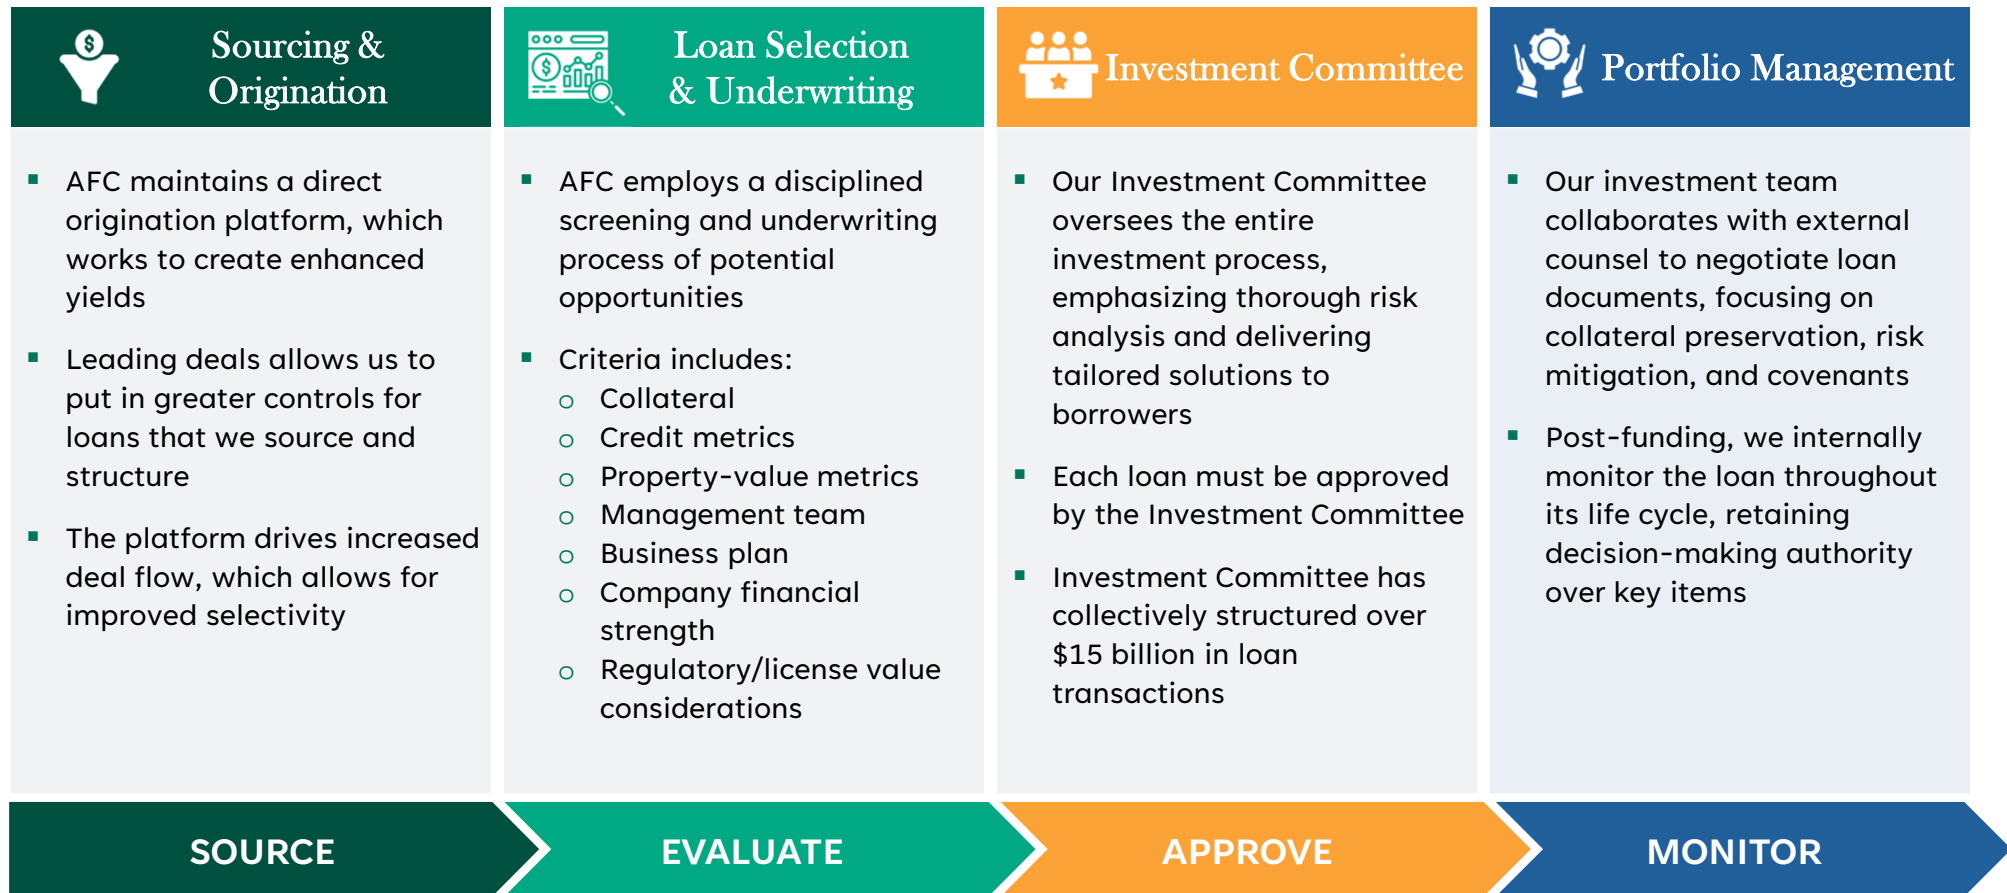 $
Sourcing &
Origination
AFC maintains a direct
origination platform, which
works to create enhanced
yields
Leading deals allows us to
put in greater controls for
loans that we source and
structure
The platform drives increased
deal flow, which allows for
improved selectivity
SOURCE
$
Loan Selection
& Underwriting
AFC employs a disciplined
screening and underwriting
process of potential
opportunities
Criteria includes:
Collateral
Credit metrics
Property-value metrics
Management team
Business plan
Company financial
strength
Regulatory/license value
considerations
EVALUATE
Investment Committee
Our Investment Committee
oversees the entire
investment process,
emphasizing thorough risk
analysis and delivering
tailored solutions to
borrowers
Each loan must be approved
by the Investment Committee
Investment Committee has
collectively structured over
$15 billion in loan
transactions
APPROVE
Portfolio Management
Our investment team
collaborates with external
counsel to negotiate loan
documents, focusing on
collateral preservation, risk
mitigation, and covenants
Post-funding, we internally
monitor the loan throughout
its life cycle, retaining
decision-making authority
over key items
MONITOR